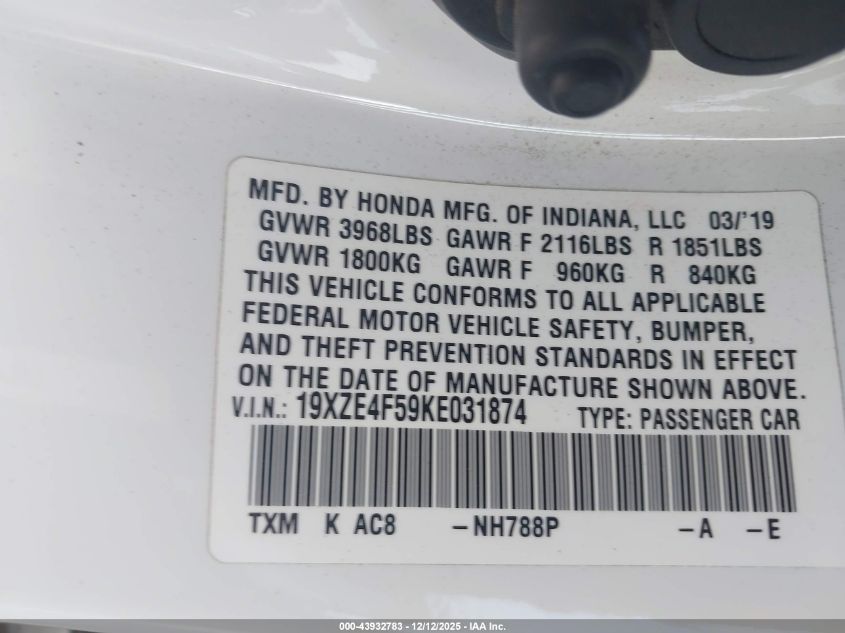 MFD. BY HONDA MFG. OF INDIANA, LLC 03/'19
GVWR 3968LBS GAWR F 2116LBS R 1851LBS
GVWR 1800KG GAWR F 960KG R 840KG
THIS VEHICLE CONFORMS TO ALL APPLICABLE
FEDERAL MOTOR VEHICLE SAFETY, BUMPER,
AND THEFT PREVENTION STANDARDS IN EFFECT
ON THE DATE OF MANUFACTURE SHOWN ABOVE.
V.I.N.: 19XZE4F59KE031874 TYPE: PASSENGER CAR
TXM K AC8 -NH788P -A -E
000-43932783 - 12/12/2025 - IAA Inc.